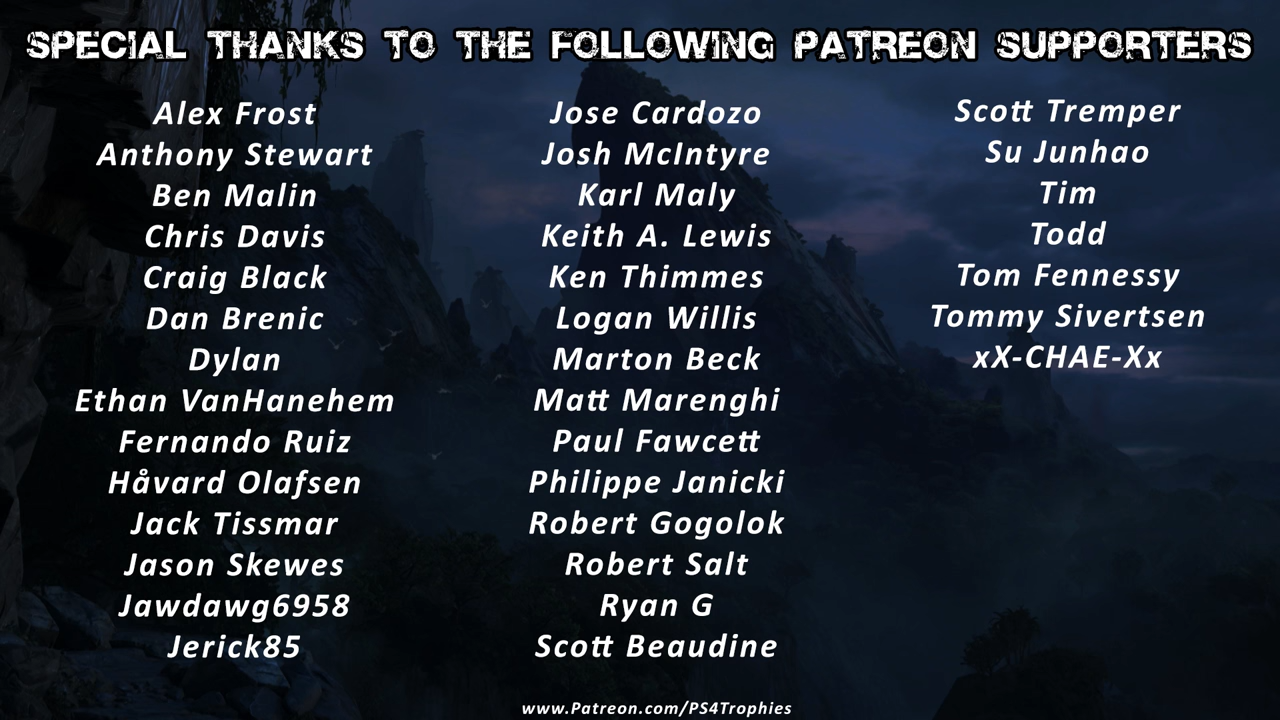 SPECIAL THANKS TO THE FOLLOWING PATREON SUPPORTERS
Alex Frost
Anthony Stewart
Ben Malin
Chris Davis
Craig Black
Dan Brenic
Dylan
Ethan VanHanehem
Fernando Ruiz
Håvard Olafsen
Jack Tissmar
Jason Skewes
Jawdawg6958
Jerick85
Jose Cardozo
Josh McIntyre
Karl Maly
Keith A. Lewis
Ken Thimmes
Logan Willis
Marton Beck
Matt Marenghi
Paul Fawcett
Philippe Janicki
Robert Gogolok
Robert Salt
Ryan G
Scott Beaudine
Scott Tremper
Su Junhao
Tim
Todd
Tom Fennessy
Tommy Sivertsen
xX-CHAE-Xx
www.Patreon.com/PS4Trophies